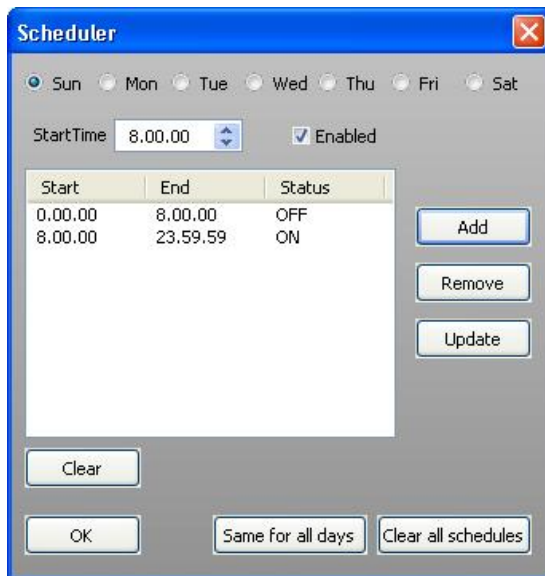 Scheduler
Sun Mon Tue Wed Thu Fri Sat
StartTime 8.00.00 Enabled
Start End Status
0.00.00 8.00.00 OFF
8.00.00 23.59.59 ON
Add
Remove
Update
Clear
OK Same for all days Clear all schedules